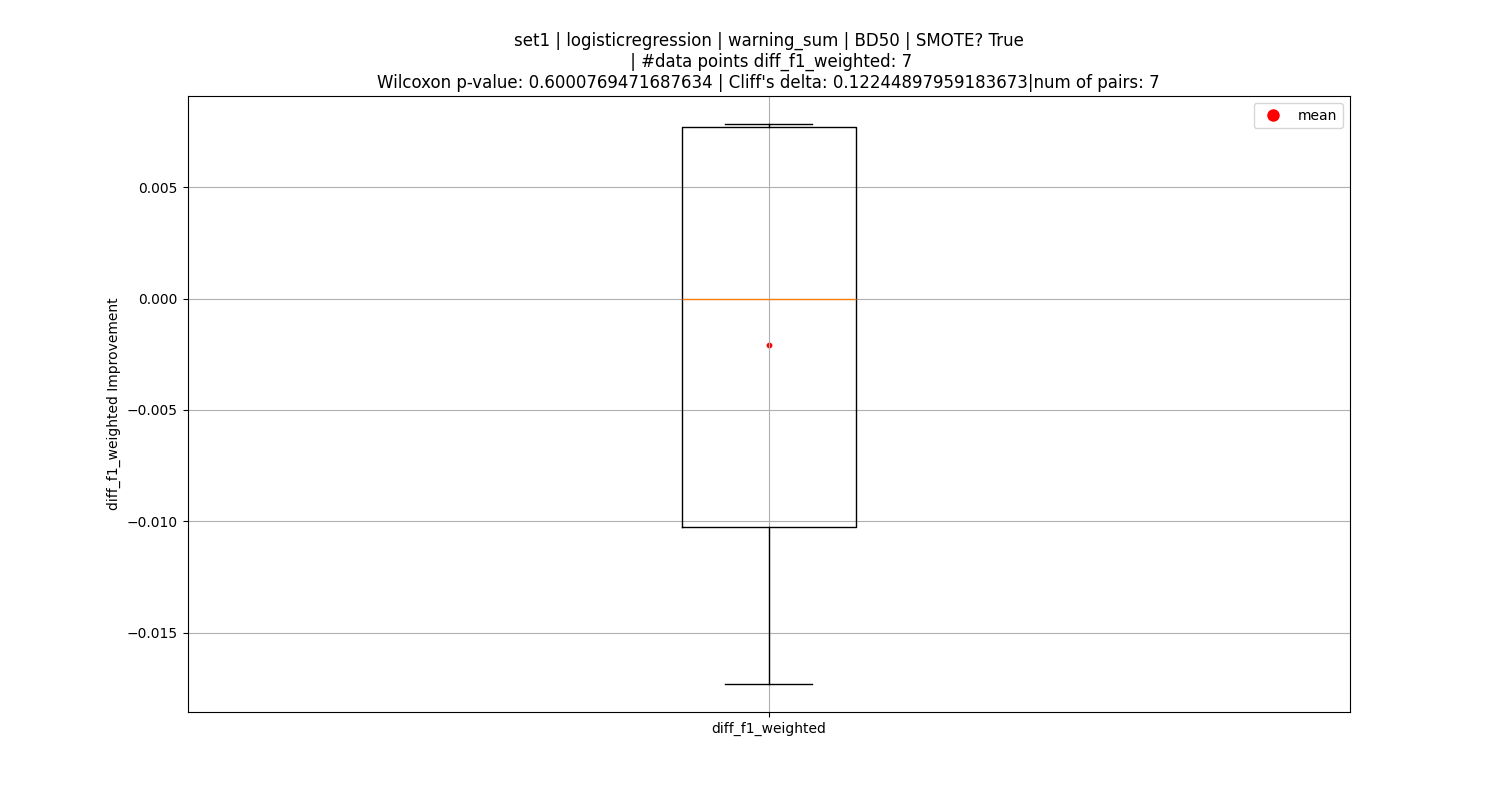 set1 | logisticregression | warning_sum | BD50 | SMOTE? True
| #data points diff_f1_weighted: 7
Wilcoxon p-value: 0.6000769471687634 | Cliff's delta: 0.12244897959183673|num of pairs: 7
mean
0.005
0.000
−0.005
−0.010
−0.015
diff_f1_weighted Improvement
diff_f1_weighted